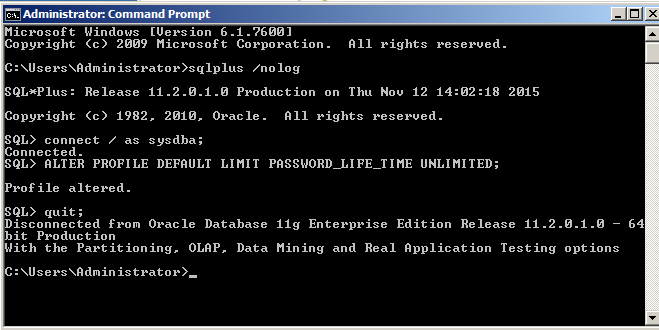 Administrator: Command Prompt
Microsoft Windows [Version 6.1.7600]
Copyright (c) 2009 Microsoft Corporation.  All rights reserved.
C:\Users\Administrator>sqlplus /nolog
SQL*Plus: Release 11.2.0.1.0 Production on Thu Nov 12 14:02:18 2015
Copyright (c) 1982, 2010, Oracle.  All rights reserved.
SQL> connect / as sysdba;
Connected.
SQL> ALTER PROFILE DEFAULT LIMIT PASSWORD_LIFE_TIME UNLIMITED;
Profile altered.
SQL> quit;
Disconnected from Oracle Database 11g Enterprise Edition Release 11.2.0.1.0 - 64
bit Production
With the Partitioning, OLAP, Data Mining and Real Application Testing options
C:\Users\Administrator>_